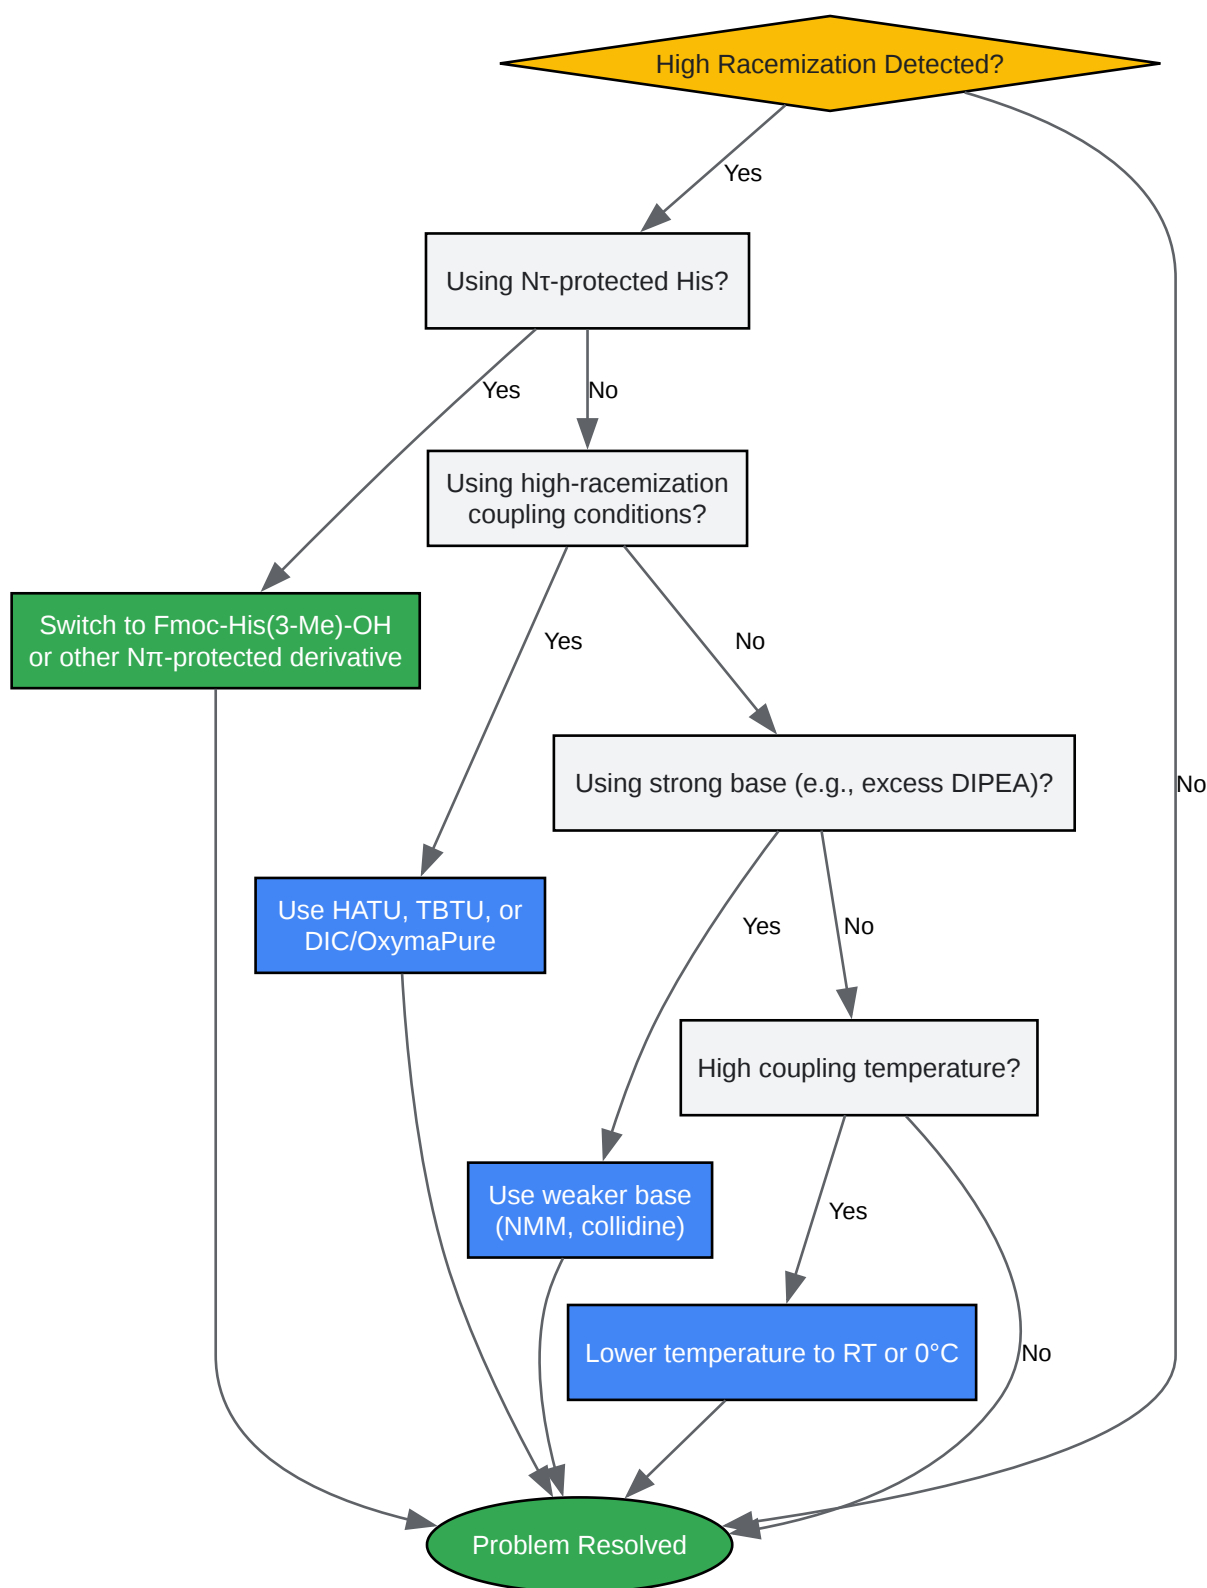 High Racemization Detected?
Yes
Using Nτ-protected His?
Yes
No
Using high-racemization
coupling conditions?
Switch to Fmoc-His(3-Me)-OH
or other Nπ-protected derivative
Yes
No
Using strong base (e.g., excess DIPEA)?
No
Use HATU, TBTU, or
DIC/OxymaPure
Yes
No
High coupling temperature?
Use weaker base
(NMM, collidine)
Yes
Lower temperature to RT or 0°C
No
Problem Resolved